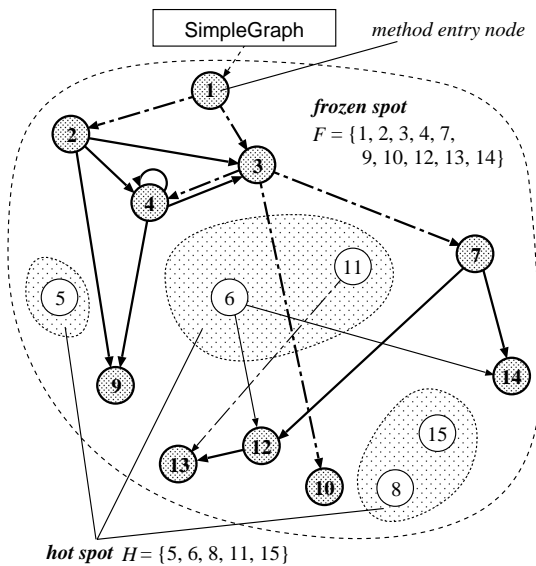 SimpleGraph
method entry node
1
frozen spot
F = {1, 2, 3, 4, 7,
9, 10, 12, 13, 14}
2
3
4
7
11
5
6
9
14
15
12
13
10
8
hot spot H = {5, 6, 8, 11, 15}